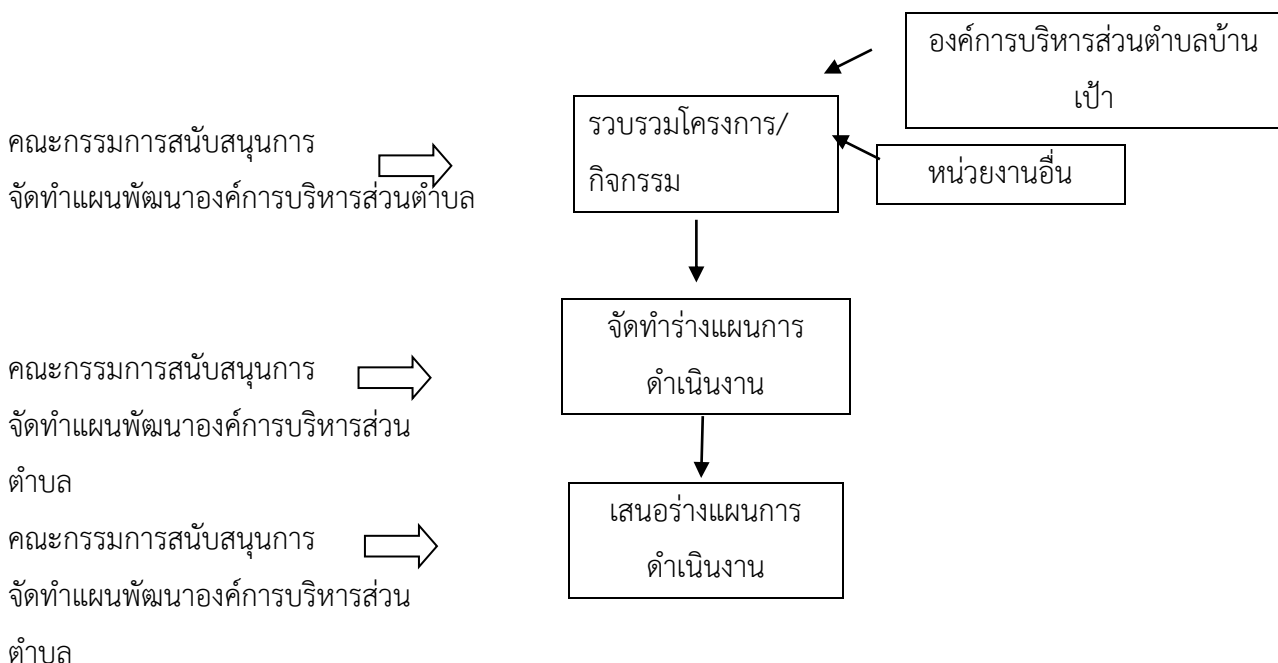 องค์การบริหารส่วนตำบลบ้าน
เป้า
รวบรวมโครงการ/
กิจกรรม
หน่วยงานอื่น
คณะกรรมการสนับสนุนการ
จัดทำแผนพัฒนาองค์การบริหารส่วนตำบล
จัดทำร่างแผนการ
ดำเนินงาน
คณะกรรมการสนับสนุนการ
จัดทำแผนพัฒนาองค์การบริหารส่วน
ตำบล
เสนอร่างแผนการ
ดำเนินงาน
คณะกรรมการสนับสนุนการ
จัดทำแผนพัฒนาองค์การบริหารส่วน
ตำบล